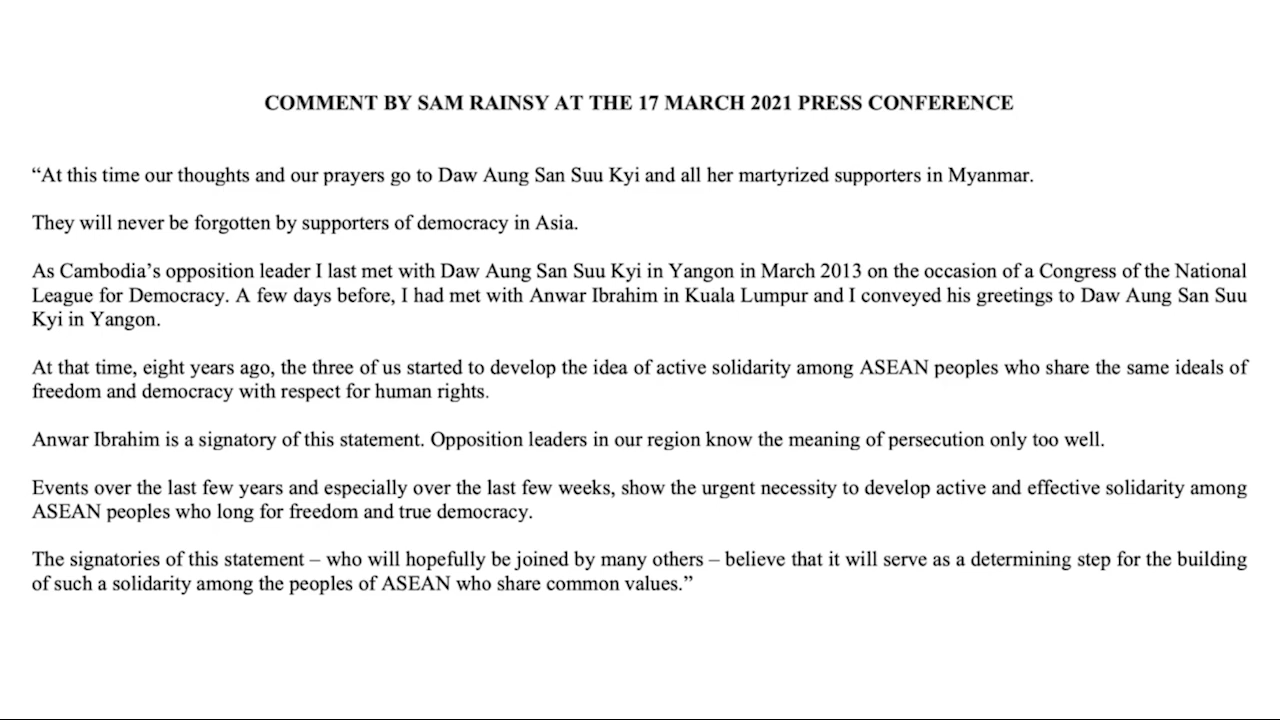 COMMENT BY SAM RAINSY AT THE 17 MARCH 2021 PRESS CONFERENCE
“At this time our thoughts and our prayers go to Daw Aung San Suu Kyi and all her martyrized supporters in Myanmar.
They will never be forgotten by supporters of democracy in Asia.
As Cambodia’s opposition leader I last met with Daw Aung San Suu Kyi in Yangon in March 2013 on the occasion of a Congress of the National
League for Democracy. A few days before, I had met with Anwar Ibrahim in Kuala Lumpur and I conveyed his greetings to Daw Aung San Suu
Kyi in Yangon.
At that time, eight years ago, the three of us started to develop the idea of active solidarity among ASEAN peoples who share the same ideals of
freedom and democracy with respect for human rights.
Anwar Ibrahim is a signatory of this statement. Opposition leaders in our region know the meaning of persecution only too well.
Events over the last few years and especially over the last few weeks, show the urgent necessity to develop active and effective solidarity among
ASEAN peoples who long for freedom and true democracy.
The signatories of this statement – who will hopefully be joined by many others – believe that it will serve as a determining step for the building
of such a solidarity among the peoples of ASEAN who share common values.”